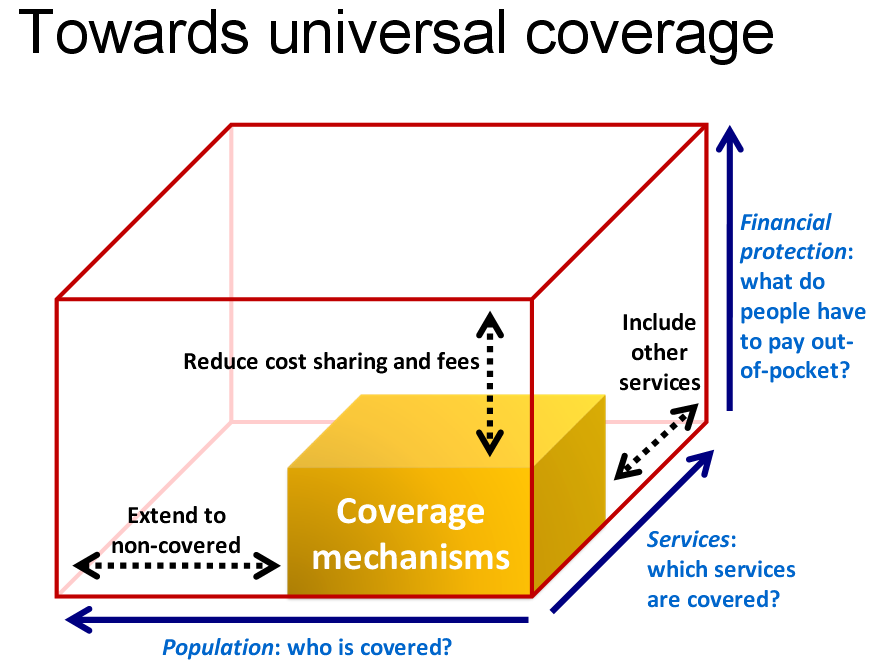 Towards universal coverage
Financial
protection:
what do
people have
to pay out-
of-pocket?
Include
other
services
Reduce cost sharing and fees
Coverage
mechanisms
Extend to
non-covered
Services:
which services
are covered?
Population: who is covered?